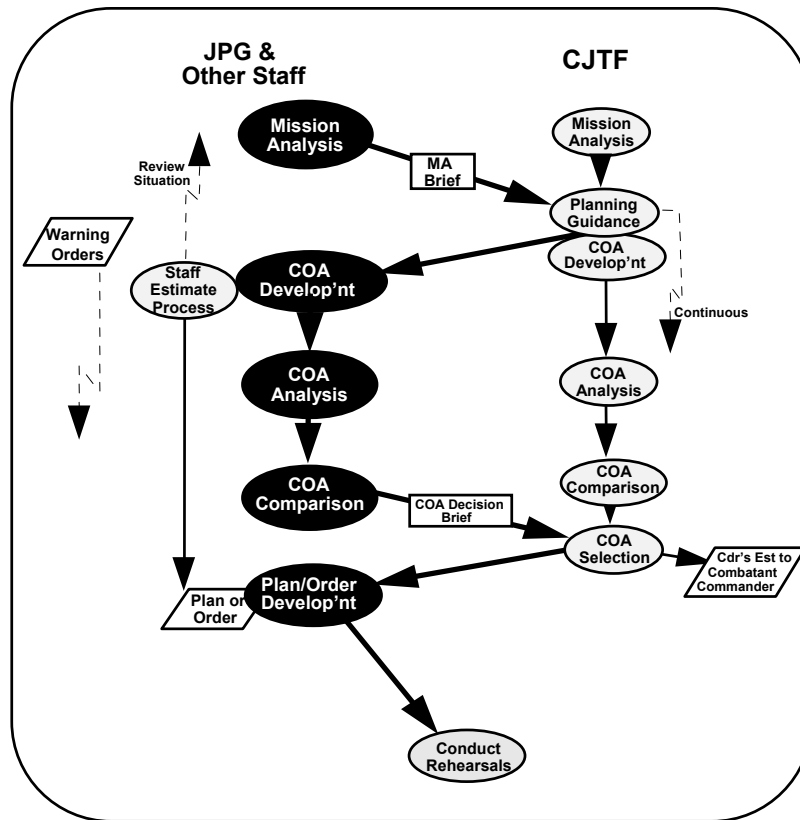 JPG &
Other Staff
CJTF
Mission
Analysis
Mission
Analysis
Review
Situation
MA
Brief
Planning
Guidance
Warning
Orders
COA
Develop'nt
Staff
Estimate
Process
COA
Develop'nt
Continuous
COA
Analysis
COA
Analysis
COA
Comparison
COA
Comparison
COA Decision
Brief
COA
Selection
Cdr's Est to
Combatant
Commander
Plan or
Order
Plan/Order
Develop'nt
Conduct
Rehearsals